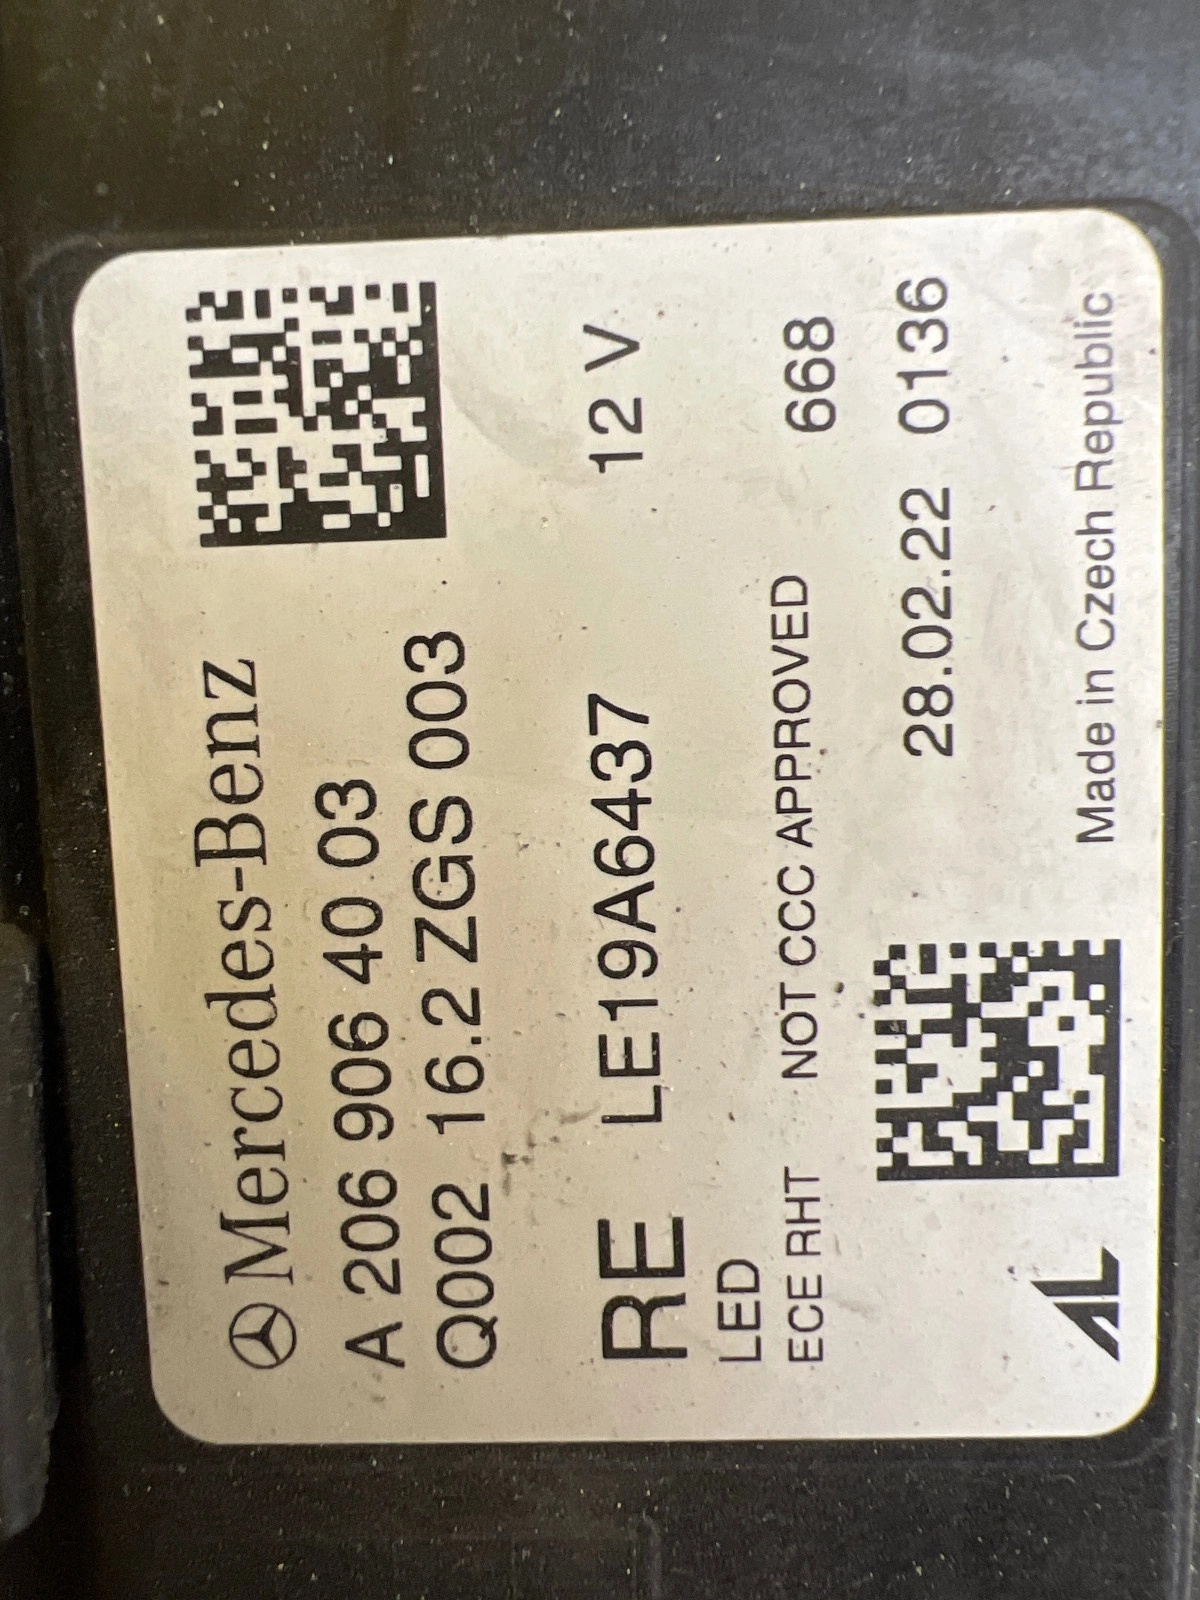 Mercedes-Benz
A 206 906 40 03
Q002 16.2 ZGS 003
RE LE19A6437 12 V
LED
ECE RHT NOT CCC APPROVED 668
28.02.22 0136
AL Made in Czech Republic